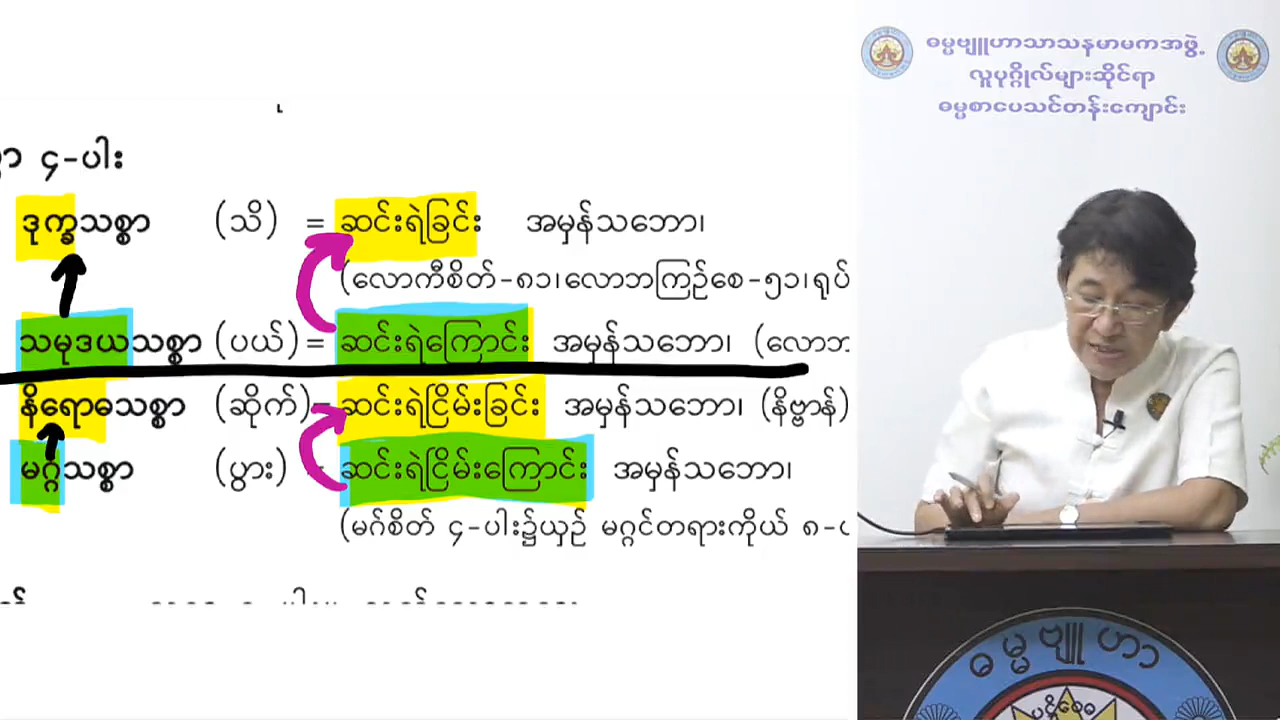 ၄-ပါး
ဒုက္ခသစ္စာ (သိ) = ဆင်းရဲခြင်း အမှန်သဘော၊
(လောကီစိတ်-၈၁၊လောဘကြဉ်စေ-၅၁၊ရုပ်
သမုဒယသစ္စာ (ပယ်) = ဆင်းရဲကြောင်း အမှန်သဘော၊ (လောဘ
နိရောဓသစ္စာ (ဆိုက်) = ဆင်းရဲငြိမ်းခြင်း အမှန်သဘော၊ (နိဗ္ဗာန်)
မဂ္ဂသစ္စာ (ပွား) = ဆင်းရဲငြိမ်းကြောင်း အမှန်သဘော၊
(မဂ်စိတ် ၄-ပါး၌ယှဉ် မဂ္ဂင်တရားကိုယ် ၈-ပ
ဓမ္မဗျူဟာသာသနမာမကအဖွဲ့
လူပုဂ္ဂိုလ်များဆိုင်ရာ
ဓမ္မစာပေသင်တန်းကျောင်း
ဓမ္မဗျူဟာ